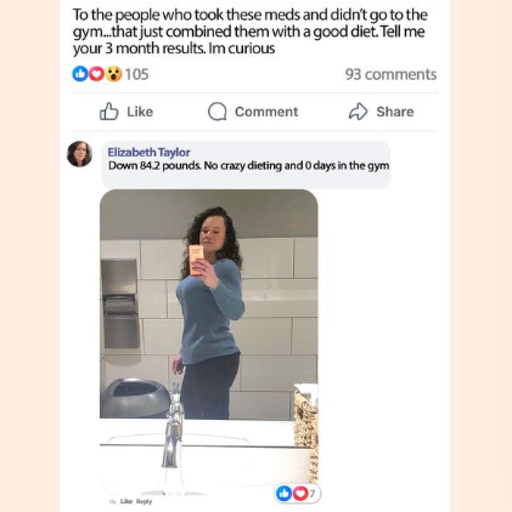 To the people who took these meds and didn't go to the
gym...that just combined them with a good diet. Tell me
your 3 month results. Im curious
105
93 comments
Like
Comment
Share
Elizabeth Taylor
Down 84.2 pounds. No crazy dieting and 0 days in the gym
Like Reply
7